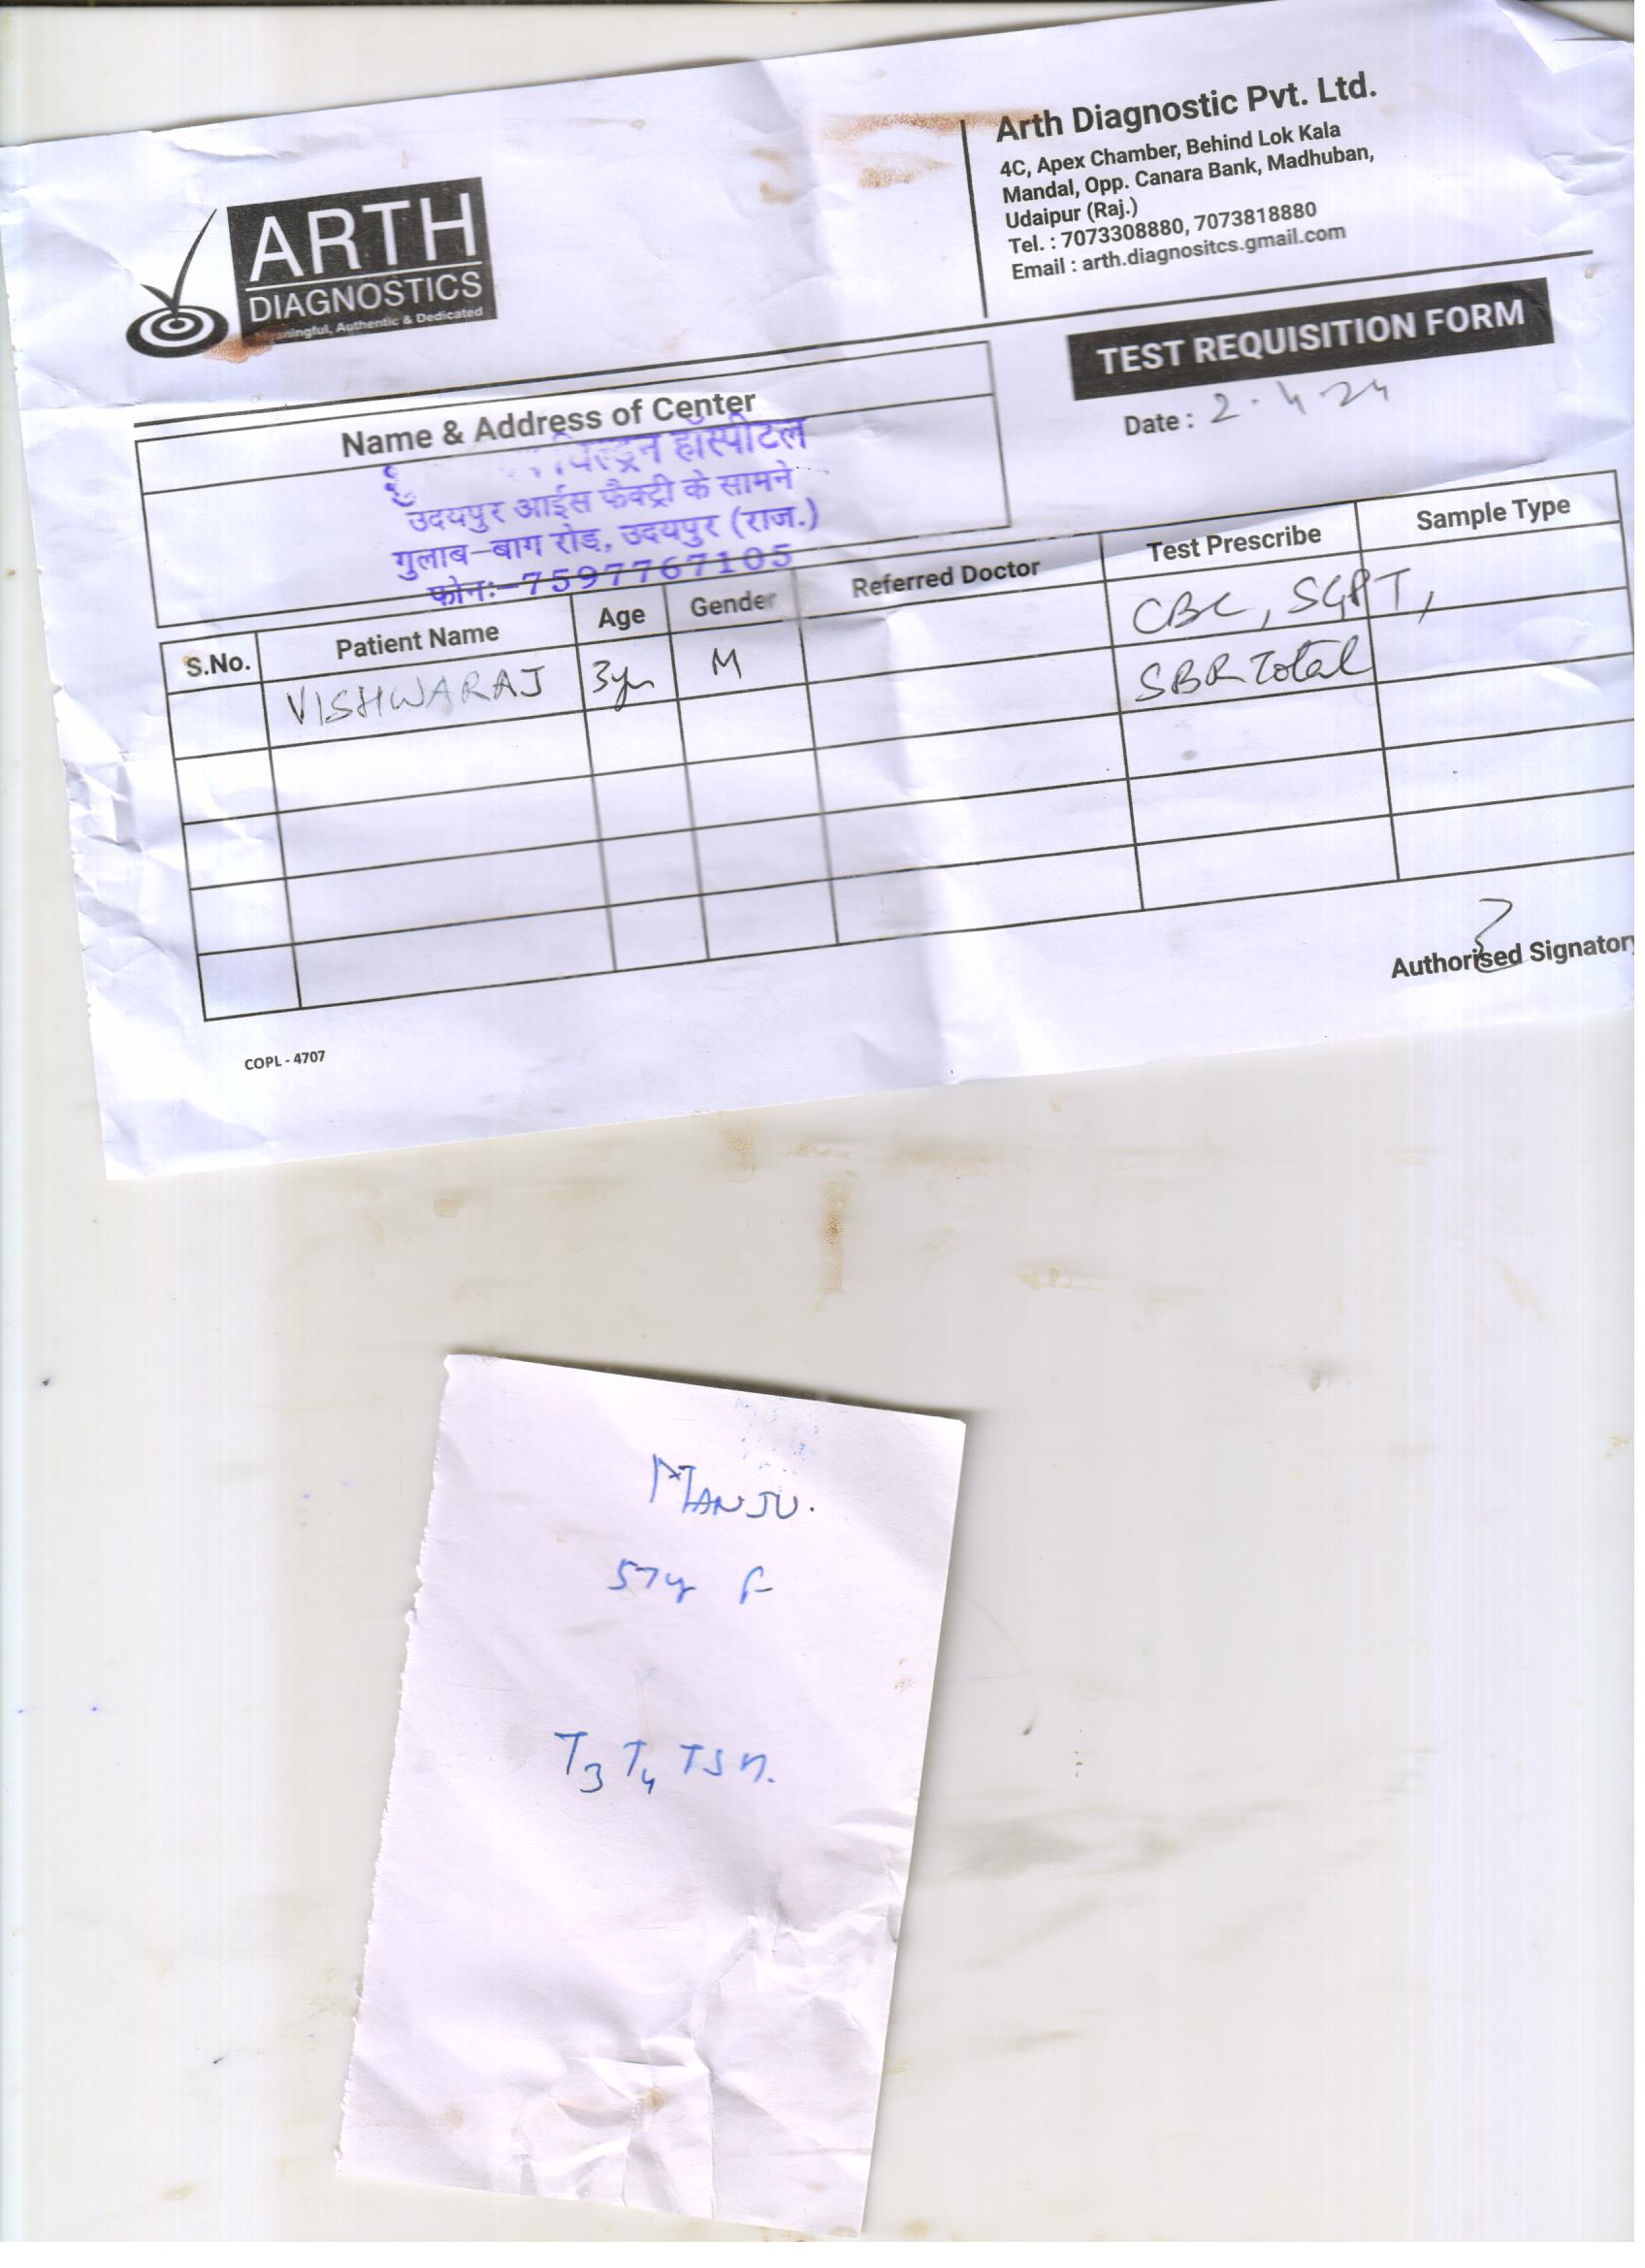 ARTH
DIAGNOSTICS
Authentic & Dedicated
Arth Diagnostic Pvt. Ltd.
4C, Apex Chamber, Behind Lok Kala
Mandal, Opp. Canara Bank, Madhuban,
Udaipur (Raj.)
Tel. : 7073308880, 7073818880
Email : arth.diagnositcs.gmail.com
TEST REQUISITION FORM
Date : 2.4.24
Name & Address of Center
हॉस्पीटल
उदयपुर आईस फैक्ट्री के सामने
गुलाब-बाग रोड़, उदयपुर (राज.)
फोनः-7597767105
S.No. Patient Name Age Gender Referred Doctor Test Prescribe Sample Type
VISHWARAJ 3yr M CBC, SGPT,
SBR Total
Authorised Signatory
COPL - 4707
MANJU.
57y F
T3 T4 TSH.